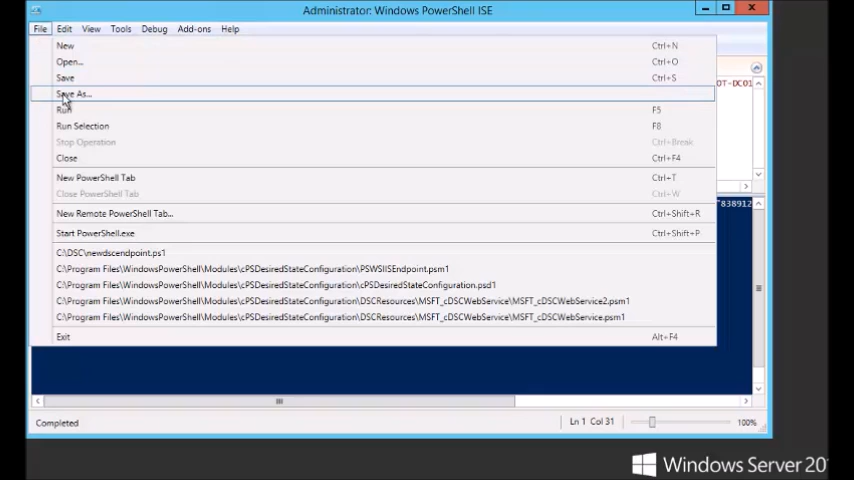 Administrator: Windows PowerShell ISE
File Edit View Tools Debug Add-ons Help
New Ctrl+N
Open... Ctrl+O
Save Ctrl+S
Save As...
OT-DC01
Run F5
Run Selection F8
Stop Operation Ctrl+Break
Close Ctrl+F4
New PowerShell Tab Ctrl+T
Close PowerShell Tab Ctrl+W
838912
New Remote PowerShell Tab... Ctrl+Shift+R
Start PowerShell.exe Ctrl+Shift+P
C:\DSC\newdscendpoint.ps1
C:\Program Files\WindowsPowerShell\Modules\cPSDesiredStateConfiguration\PSWSIISEndpoint.psm1
C:\Program Files\WindowsPowerShell\Modules\cPSDesiredStateConfiguration\cPSDesiredStateConfiguration.psd1
C:\Program Files\WindowsPowerShell\Modules\cPSDesiredStateConfiguration\DSCResources\MSFT_cDSCWebService\MSFT_cDSCWebService2.psm1
C:\Program Files\WindowsPowerShell\Modules\cPSDesiredStateConfiguration\DSCResources\MSFT_cDSCWebService\MSFT_cDSCWebService.psm1
Exit Alt+F4
Completed Ln 1 Col 31 100%
Windows Server 201